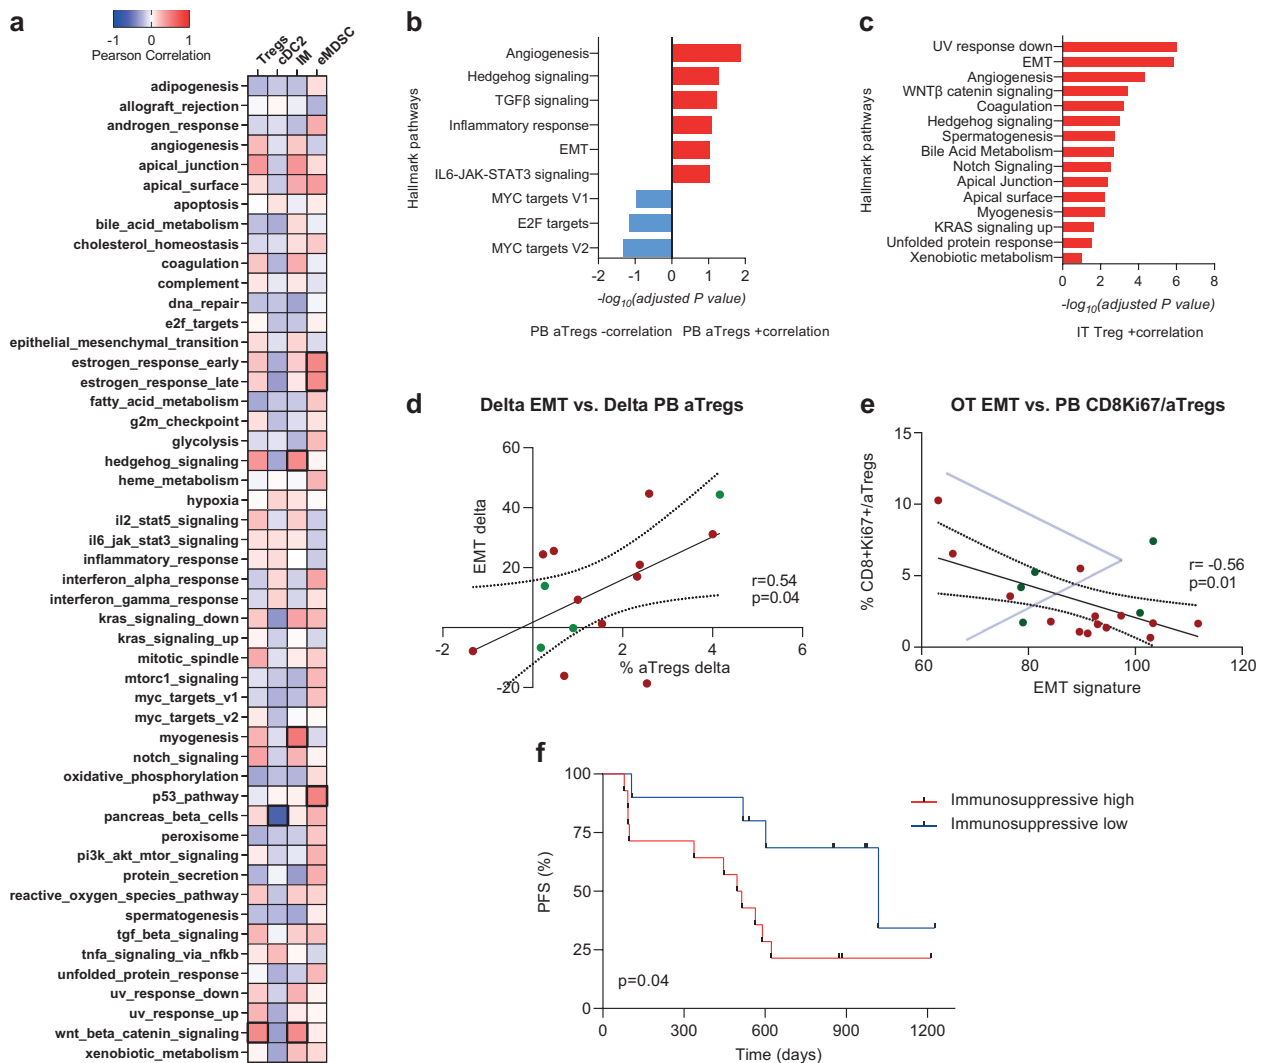 a
-1 0 1
Pearson Correlation
Tregs
cDC2
IM
eMDSC
adipogenesis
allograft_rejection
androgen_response
angiogenesis
apical_junction
apical_surface
apoptosis
bile_acid_metabolism
cholesterol_homeostasis
coagulation
complement
dna_repair
e2f_targets
epithelial_mesenchymal_transition
estrogen_response_early
estrogen_response_late
fatty_acid_metabolism
g2m_checkpoint
glycolysis
hedgehog_signaling
heme_metabolism
hypoxia
il2_stat5_signaling
il6_jak_stat3_signaling
inflammatory_response
interferon_alpha_response
interferon_gamma_response
kras_signaling_down
kras_signaling_up
mitotic_spindle
mtorc1_signaling
myc_targets_v1
myc_targets_v2
myogenesis
notch_signaling
oxidative_phosphorylation
p53_pathway
pancreas_beta_cells
peroxisome
pi3k_akt_mtor_signaling
protein_secretion
reactive_oxygen_species_pathway
spermatogenesis
tgf_beta_signaling
tnfa_signaling_via_nfkb
unfolded_protein_response
uv_response_down
uv_response_up
wnt_beta_catenin_signaling
xenobiotic_metabolism
b
Hallmark pathways
Angiogenesis
Hedgehog signaling
TGFβ signaling
Inflammatory response
EMT
IL6-JAK-STAT3 signaling
MYC targets V1
E2F targets
MYC targets V2
-2 -1 0 1 2
-log10(adjusted P value)
PB aTregs -correlation PB aTregs +correlation
c
Hallmark pathways
UV response down
EMT
Angiogenesis
WNTβ catenin signaling
Coagulation
Hedgehog signaling
Spermatogenesis
Bile Acid Metabolism
Notch Signaling
Apical Junction
Apical surface
Myogenesis
KRAS signaling up
Unfolded protein response
Xenobiotic metabolism
0 2 4 6 8
-log10(adjusted P value)
IT Treg +correlation
d
Delta EMT vs. Delta PB aTregs
EMT delta
60
40
20
-20
-2 0 2 4 6
% aTregs delta
r=0.54
p=0.04
e
OT EMT vs. PB CD8Ki67/aTregs
% CD8+Ki67+/aTregs
15
10
5
0
60 80 100 120
EMT signature
r= -0.56
p=0.01
f
PFS (%)
100
75
50
25
0
p=0.04
0 300 600 900 1200
Time (days)
Immunosuppressive high
Immunosuppressive low